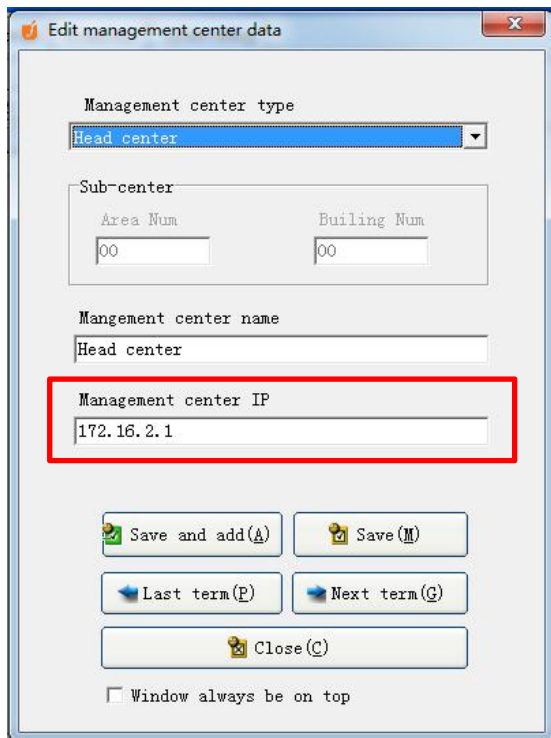 Edit management center data
Management center type
Head center
Sub-center
Area Num Builing Num
00 00
Mangement center name
Head center
Management center IP
172.16.2.1
Save and add(A) Save(M)
Last term(P) Next term(G)
Close(C)
Window always be on top